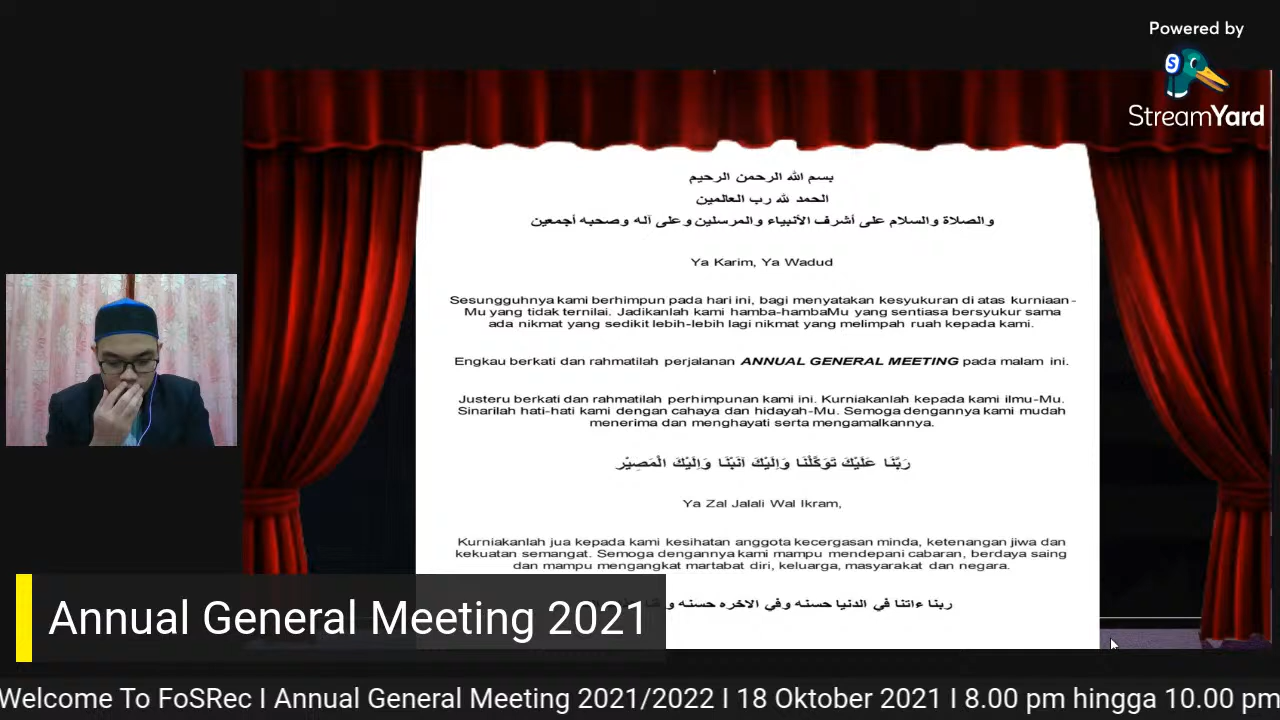 Powered by
StreamYard
بسم الله الرحمن الرحيم
الحمد لله رب العالمين
والصلاة والسلام على أشرف الأنبياء والمرسلين وعلى آله وصحبه أجمعين
Ya Karim, Ya Wadud
Sesungguhnya kami berhimpun pada hari ini, bagi menyatakan kesyukuran di atas kurniaan-
Mu yang tidak ternilai. Jadikanlah kami hamba-hambaMu yang sentiasa bersyukur sama
ada nikmat yang sedikit lebih-lebih lagi nikmat yang melimpah ruah kepada kami.
Engkau berkati dan rahmatilah perjalanan ANNUAL GENERAL MEETING pada malam ini.
Justeru berkati dan rahmatilah perhimpunan kami ini. Kurniakanlah kepada kami ilmu-Mu.
Sinarilah hati-hati kami dengan cahaya dan hidayah-Mu. Semoga dengannya kami mudah
menerima dan menghayati serta mengamalkannya.
رَبَّنَا عَلَيْكَ تَوَكَّلْنَا وَإِلَيْكَ أَنَبْنَا وَإِلَيْكَ الْمَصِيْر
Ya Zal Jalali Wal Ikram,
Kurniakanlah jua kepada kami kesihatan anggota kecergasan minda, ketenangan jiwa dan
kekuatan semangat. Semoga dengannya kami mampu mendepani cabaran, berdaya saing
dan mampu mengangkat martabat diri, keluarga, masyarakat dan negara.
ربنا ءاتنا في الدنيا حسنه وفي الاخره حسنه و
Annual General Meeting 2021
Welcome To FoSRec I Annual General Meeting 2021/2022 I 18 Oktober 2021 I 8.00 pm hingga 10.00 pm